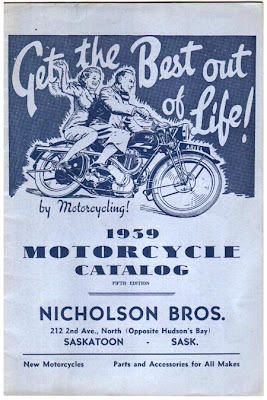 Get the Best out
of Life!
by Motorcycling!
1939
MOTORCYCLE
CATALOG
FIFTH EDITION
NICHOLSON BROS.
212 2nd Ave., North (Opposite Hudson's Bay)
SASKATOON - SASK.
New Motorcycles Parts and Accessories for All Makes